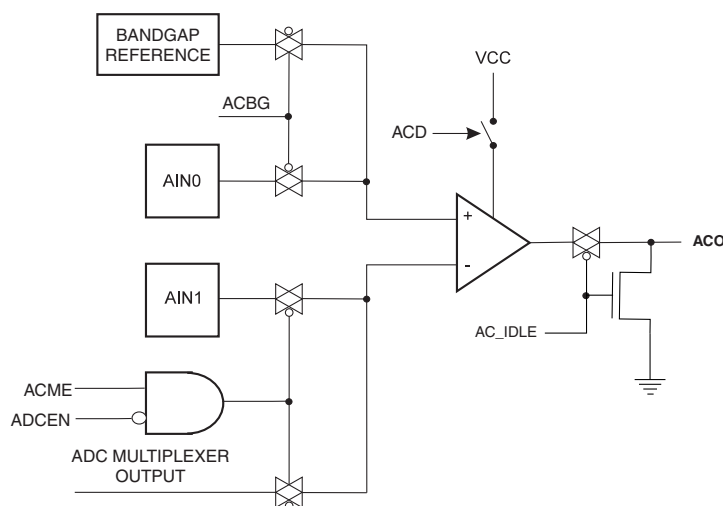 BANDGAP
REFERENCE
VCC
ACBG
ACD
AIN0
+
ACO
-
AIN1
AC_IDLE
ACME
ADCEN
ADC MULTIPLEXER
OUTPUT